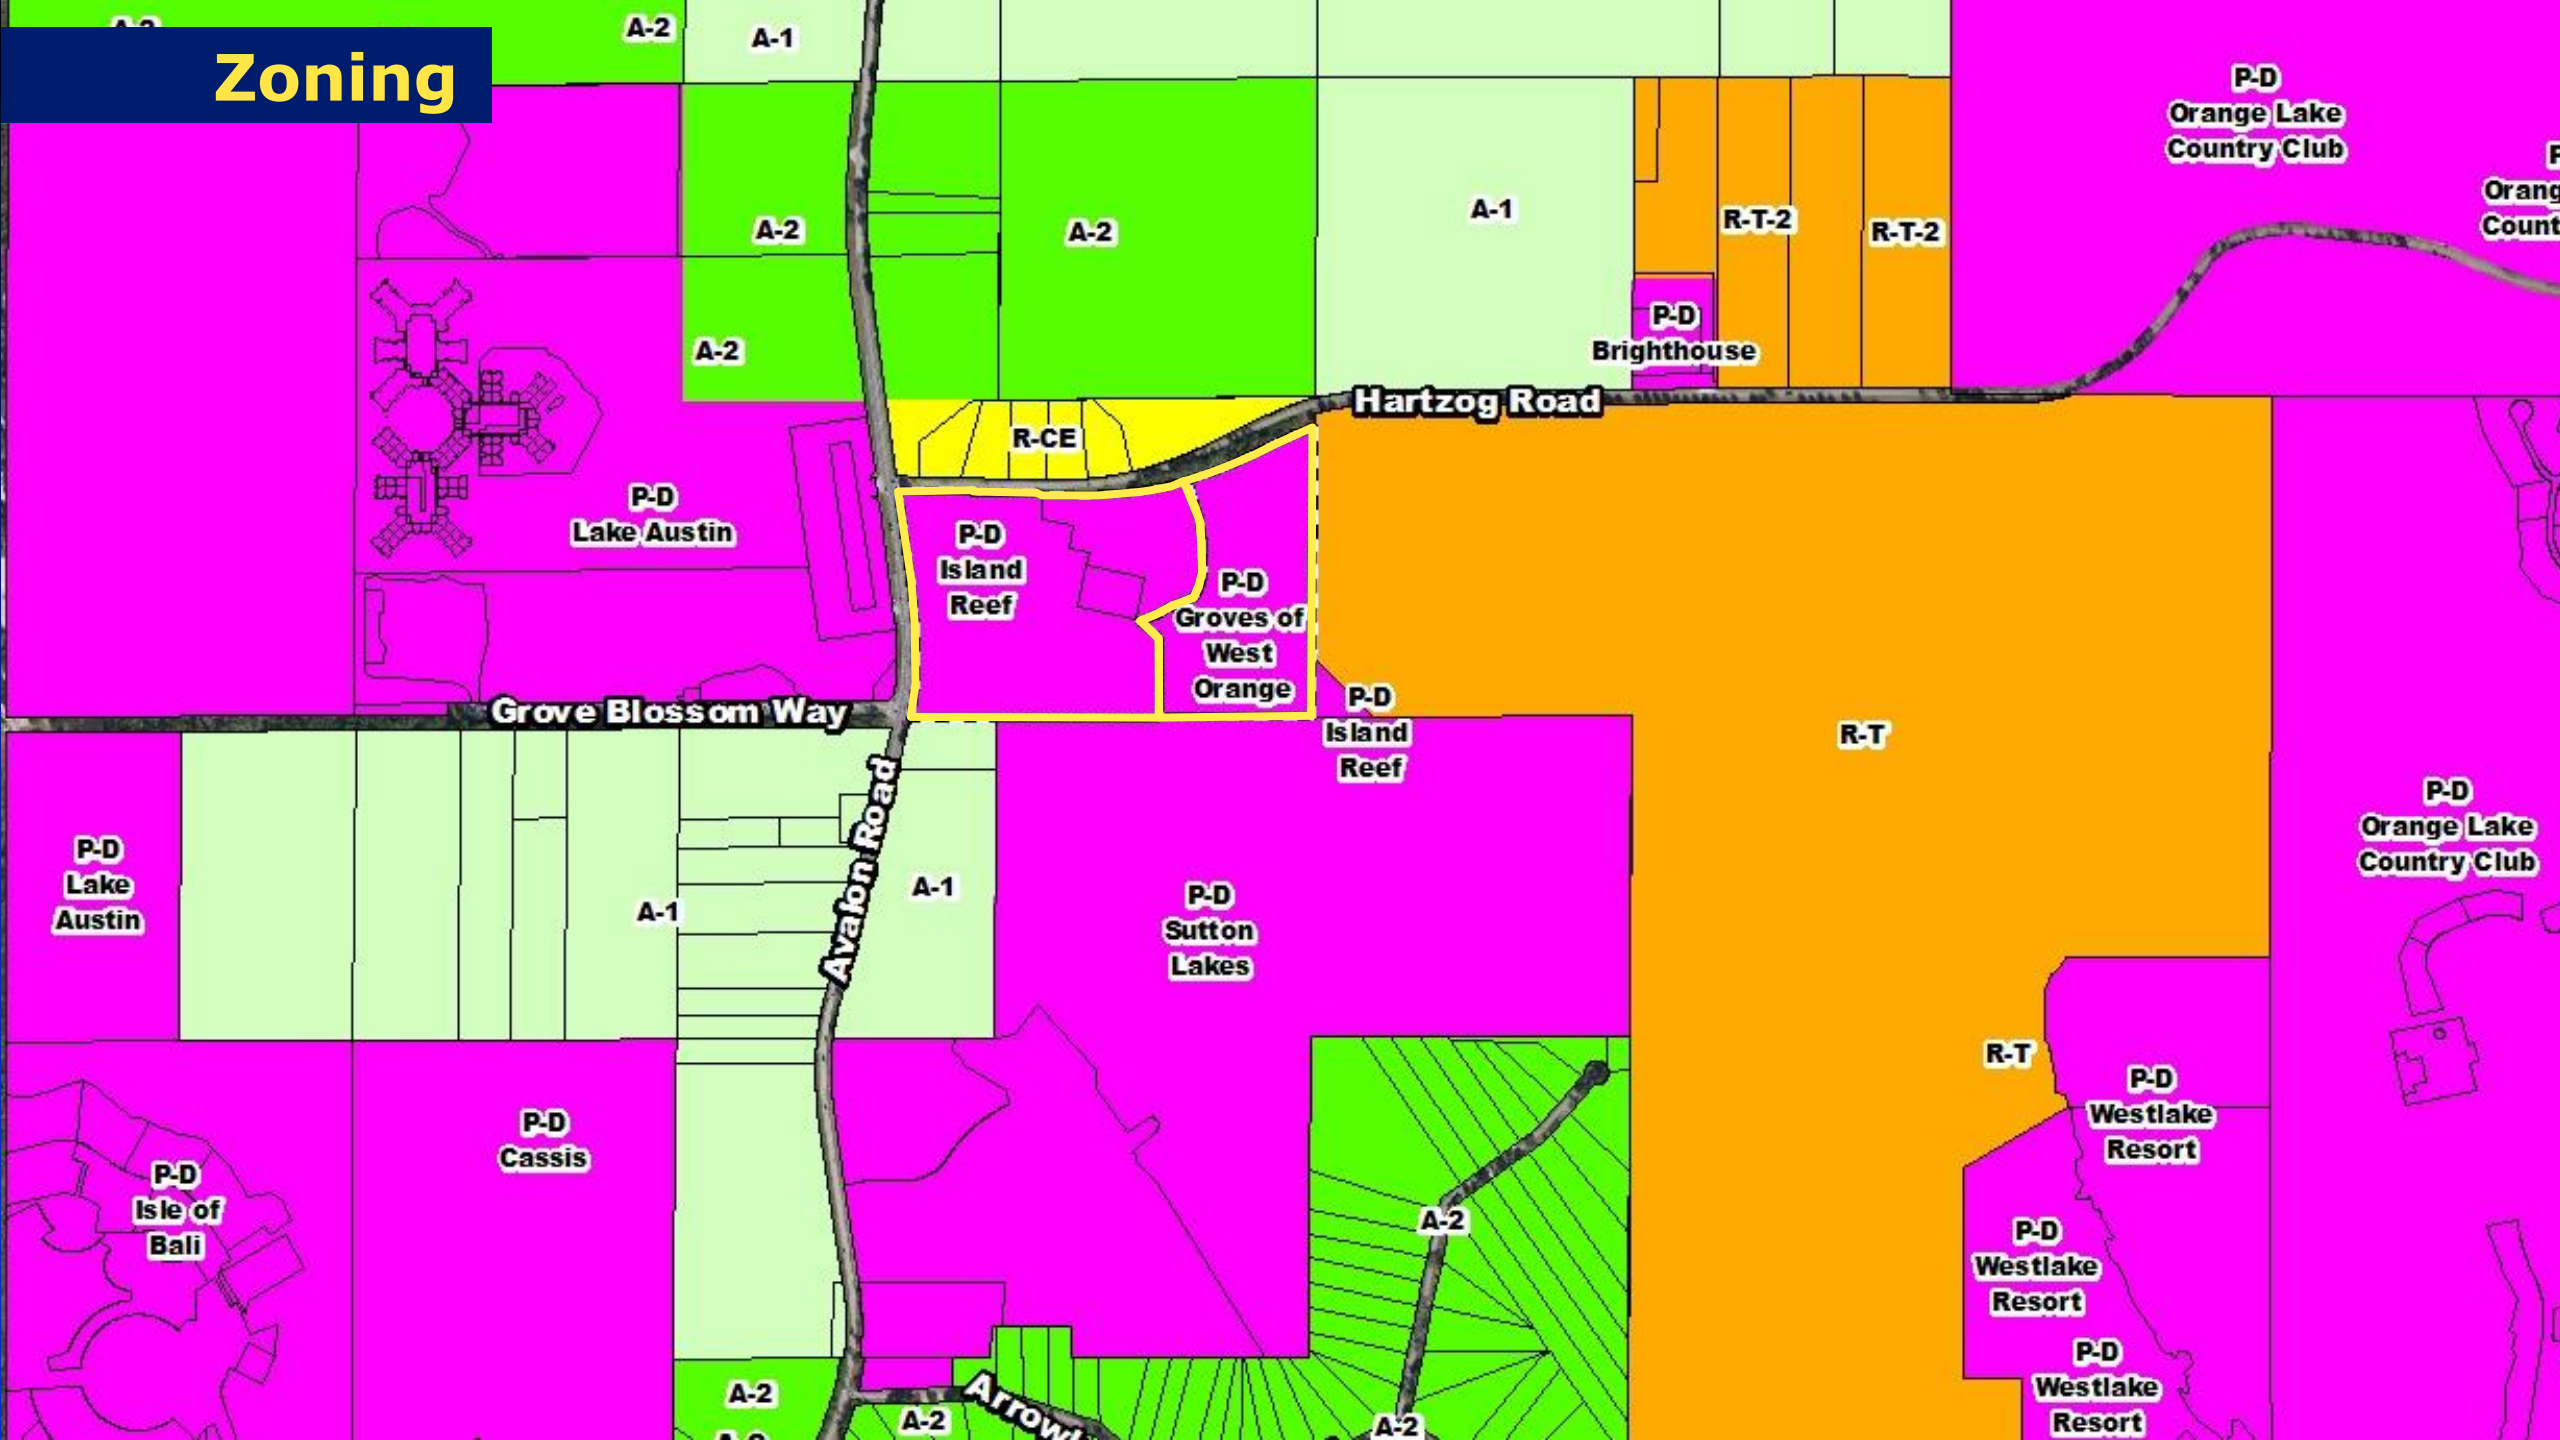 A-2
A-1
Zoning
P-D
Orange Lake
Country Club
A-2
A-2
A-1
R-T-2
R-T-2
A-2
P-D
Brighthouse
Hartzog Road
R-CE
P-D
Lake Austin
P-D
Island
Reef
P-D
Groves of
West
Orange
P-D
Island
Reef
Grove Blossom Way
R-T
Avalon Road
P-D
Lake
Austin
A-1
A-1
P-D
Sutton
Lakes
P-D
Orange Lake
Country Club
R-T
P-D
Westlake
Resort
P-D
Cassis
P-D
Isle of
Bali
A-2
P-D
Westlake
Resort
P-D
Westlake
Resort
A-2
A-2
A-2